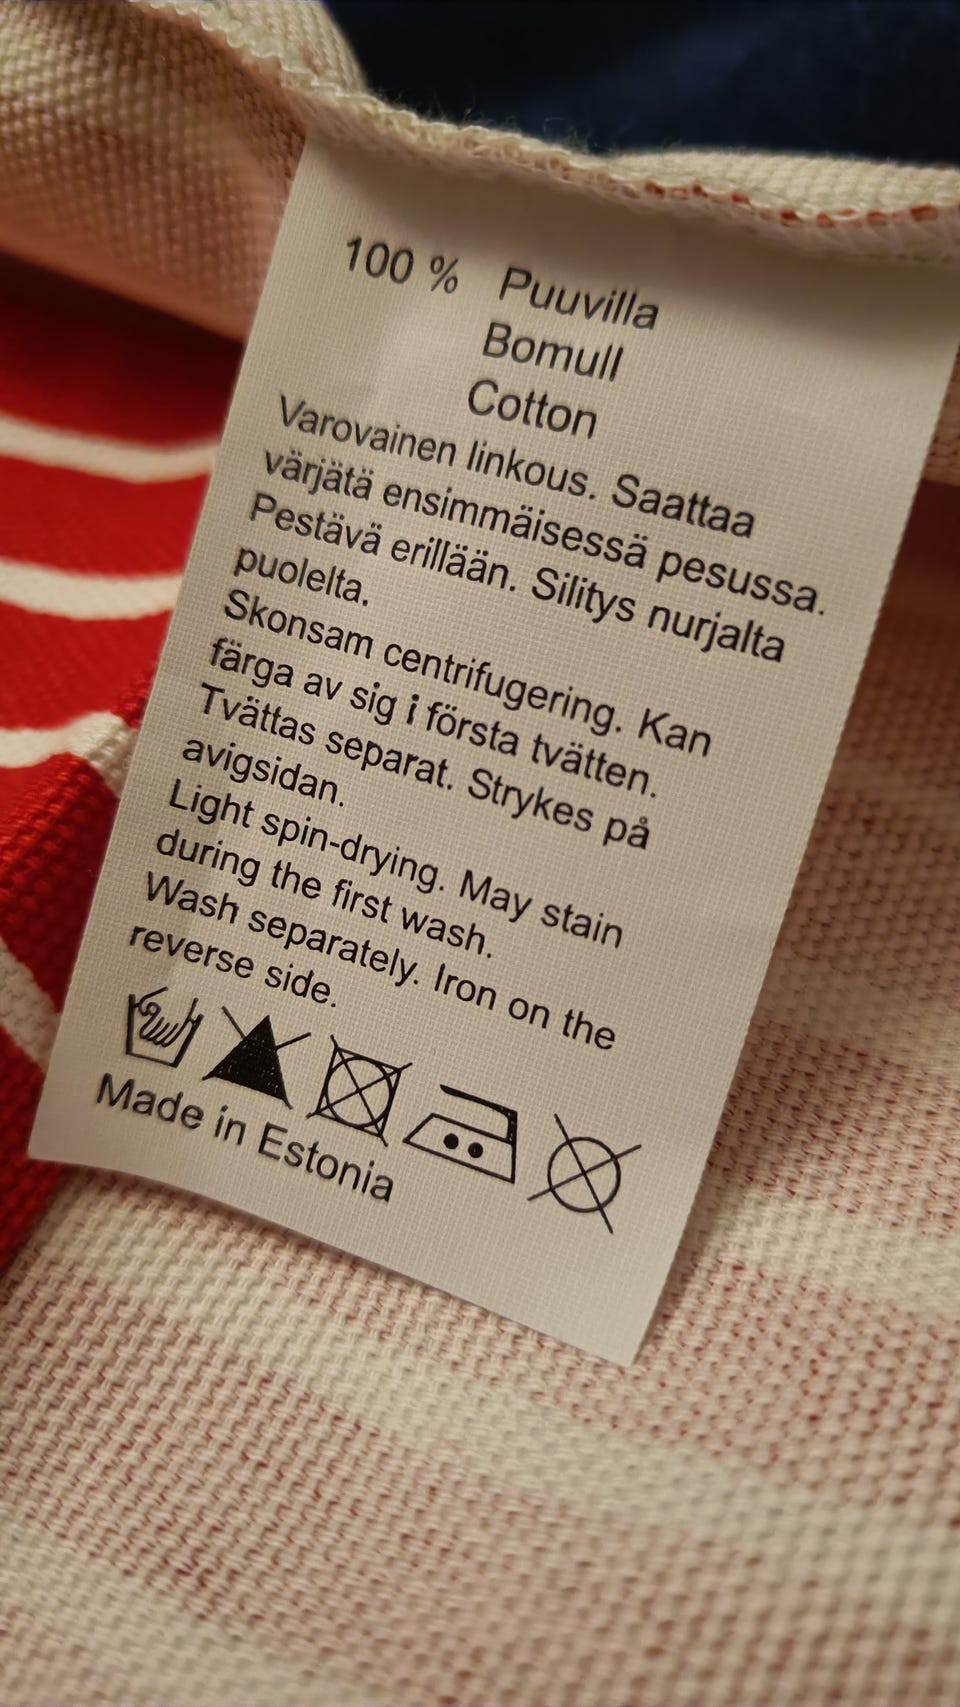 100 % Puuvilla
Bomull
Cotton
Varovainen linkous. Saattaa
värjätä ensimmäisessä pesussa.
Pestävä erillään. Silitys nurjalta
puolelta.
Skonsam centrifugering. Kan
färga av sig i första tvätten.
Tvättas separat. Strykes på
avigsidan.
Light spin-drying. May stain
during the first wash.
Wash separately. Iron on the
reverse side.
Made in Estonia